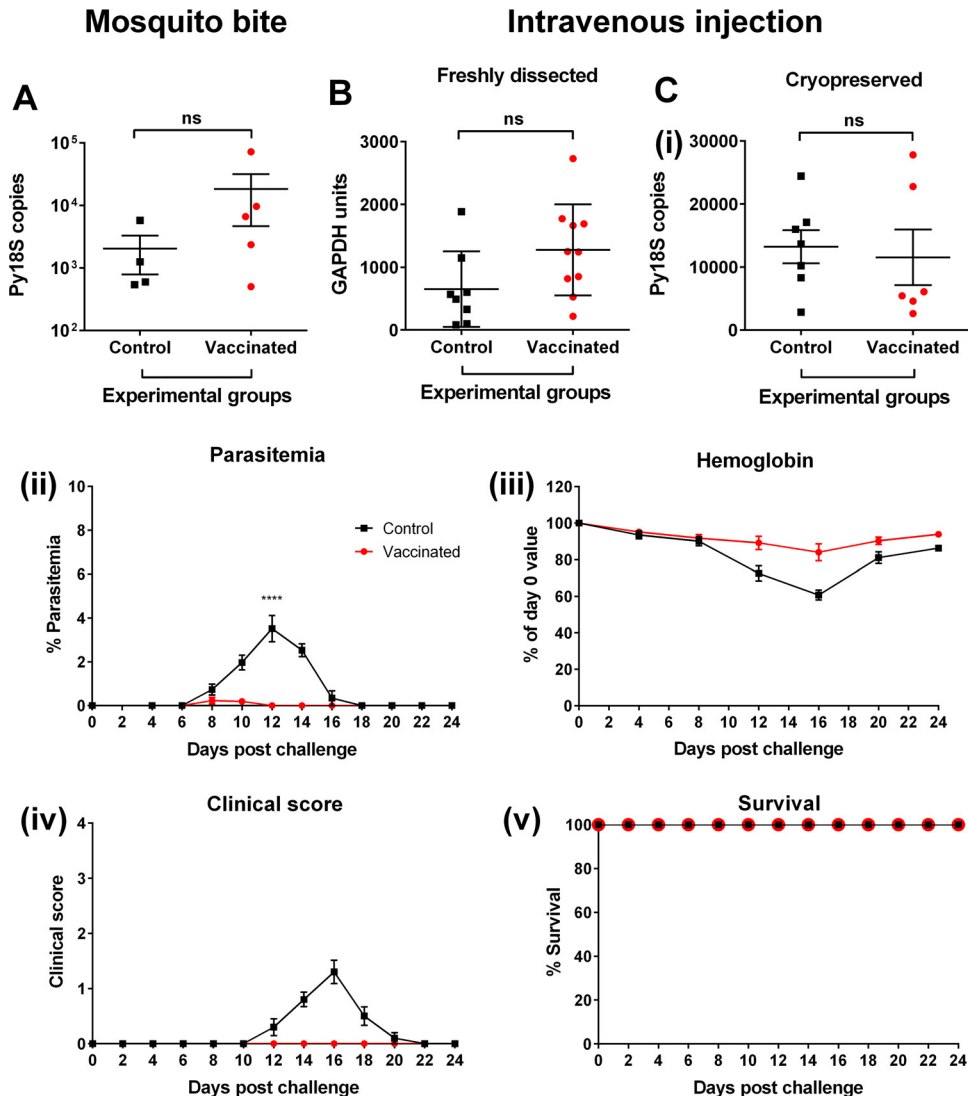 Mosquito bite
Intravenous injection
Freshly dissected
Cryopreserved
A
ns
Py18S copies
10^5
10^4
10^3
10^2
Control Vaccinated
Experimental groups
B
ns
GAPDH units
3000
2000
1000
0
Control Vaccinated
Experimental groups
C
(i)
ns
Py18S copies
30000
20000
10000
0
Control Vaccinated
Experimental groups
(ii)
Parasitemia
% Parasitemia
10
8
6
4
2
0
****
Control
Vaccinated
0 2 4 6 8 10 12 14 16 18 20 22 24
Days post challenge
(iii)
Hemoglobin
% of day 0 value
120
100
80
60
40
20
0
0 4 8 12 16 20 24
Days post challenge
(iv)
Clinical score
Clinical score
4
3
2
1
0
0 2 4 6 8 10 12 14 16 18 20 22 24
Days post challenge
(v)
Survival
% Survival
100
80
60
40
20
0
0 2 4 6 8 10 12 14 16 18 20 22 24
Days post challenge